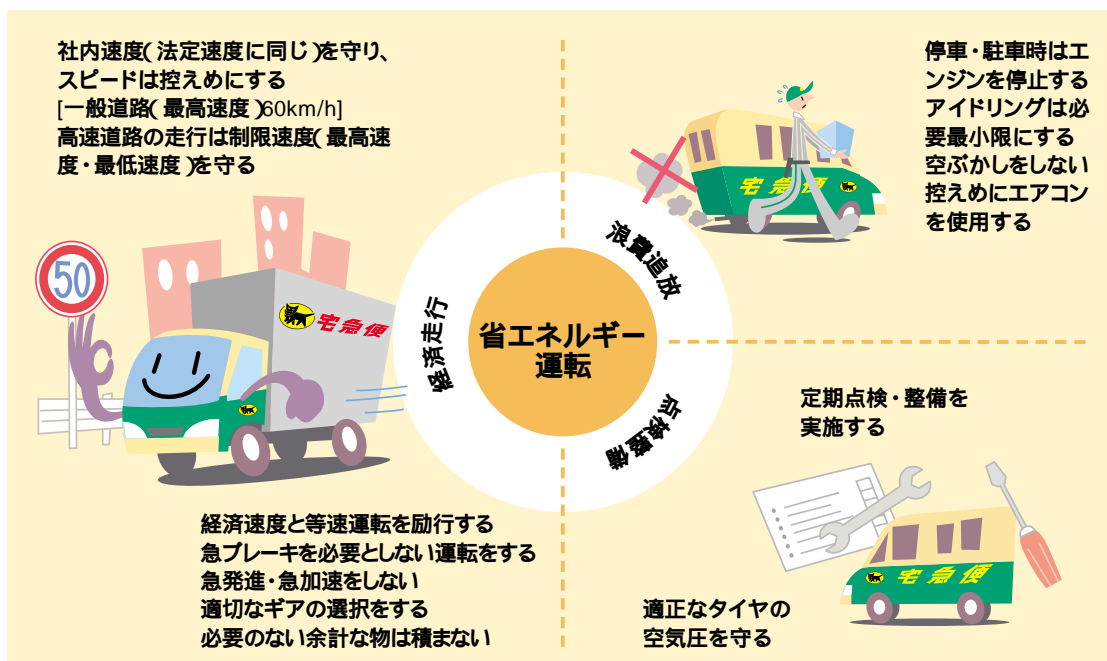 社内速度(法定速度に同じ)を守り、
スピードは控えめにする
[一般道路(最高速度)60km/h]
高速道路の走行は制限速度(最高速
度・最低速度)を守る
50
宅急便
経済走行
経済速度と等速運転を励行する
急ブレーキを必要としない運転をする
急発進・急加速をしない
適切なギアの選択をする
必要のない余計な物は積まない
省エネルギー
運転
浪費追放
停車・駐車時はエ
ンジンを停止する
アイドリングは必
要最小限にする
空ぶかしをしない
控えめにエアコン
を使用する
宅急便
点検整備
定期点検・整備を
実施する
宅急便
適正なタイヤの
空気圧を守る